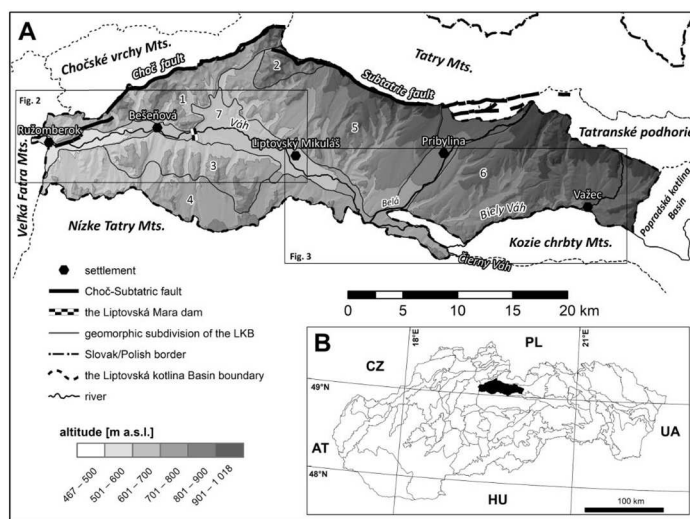 A
Chočské vrchy Mts.
Choč fault
Tatry Mts.
Subtatric fault
Fig. 2
Ružomberok
Bešeňová
1
2
7
Váh
Liptovský Mikuláš
5
Pribylina
Tatranské podhorie
Veľká Fatra Mts.
3
4
6
Važec
Popradská kotlina
Basin
Belá
Biely Váh
Nízke Tatry Mts.
Kozie chrbty Mts.
Fig. 3
Čierny Váh
settlement
Choč-Subtatric fault
the Liptovská Mara dam
geomorphic subdivision of the LKB
Slovak/Polish border
the Liptovská kotlina Basin boundary
river
0 5 10 15 20 km
altitude [m a.s.l.]
467 – 500
501 – 600
601 – 700
701 – 800
801 – 900
901 – 1 018
B
18°E
PL
21°E
CZ
49°N
UA
AT
48°N
HU
100 km